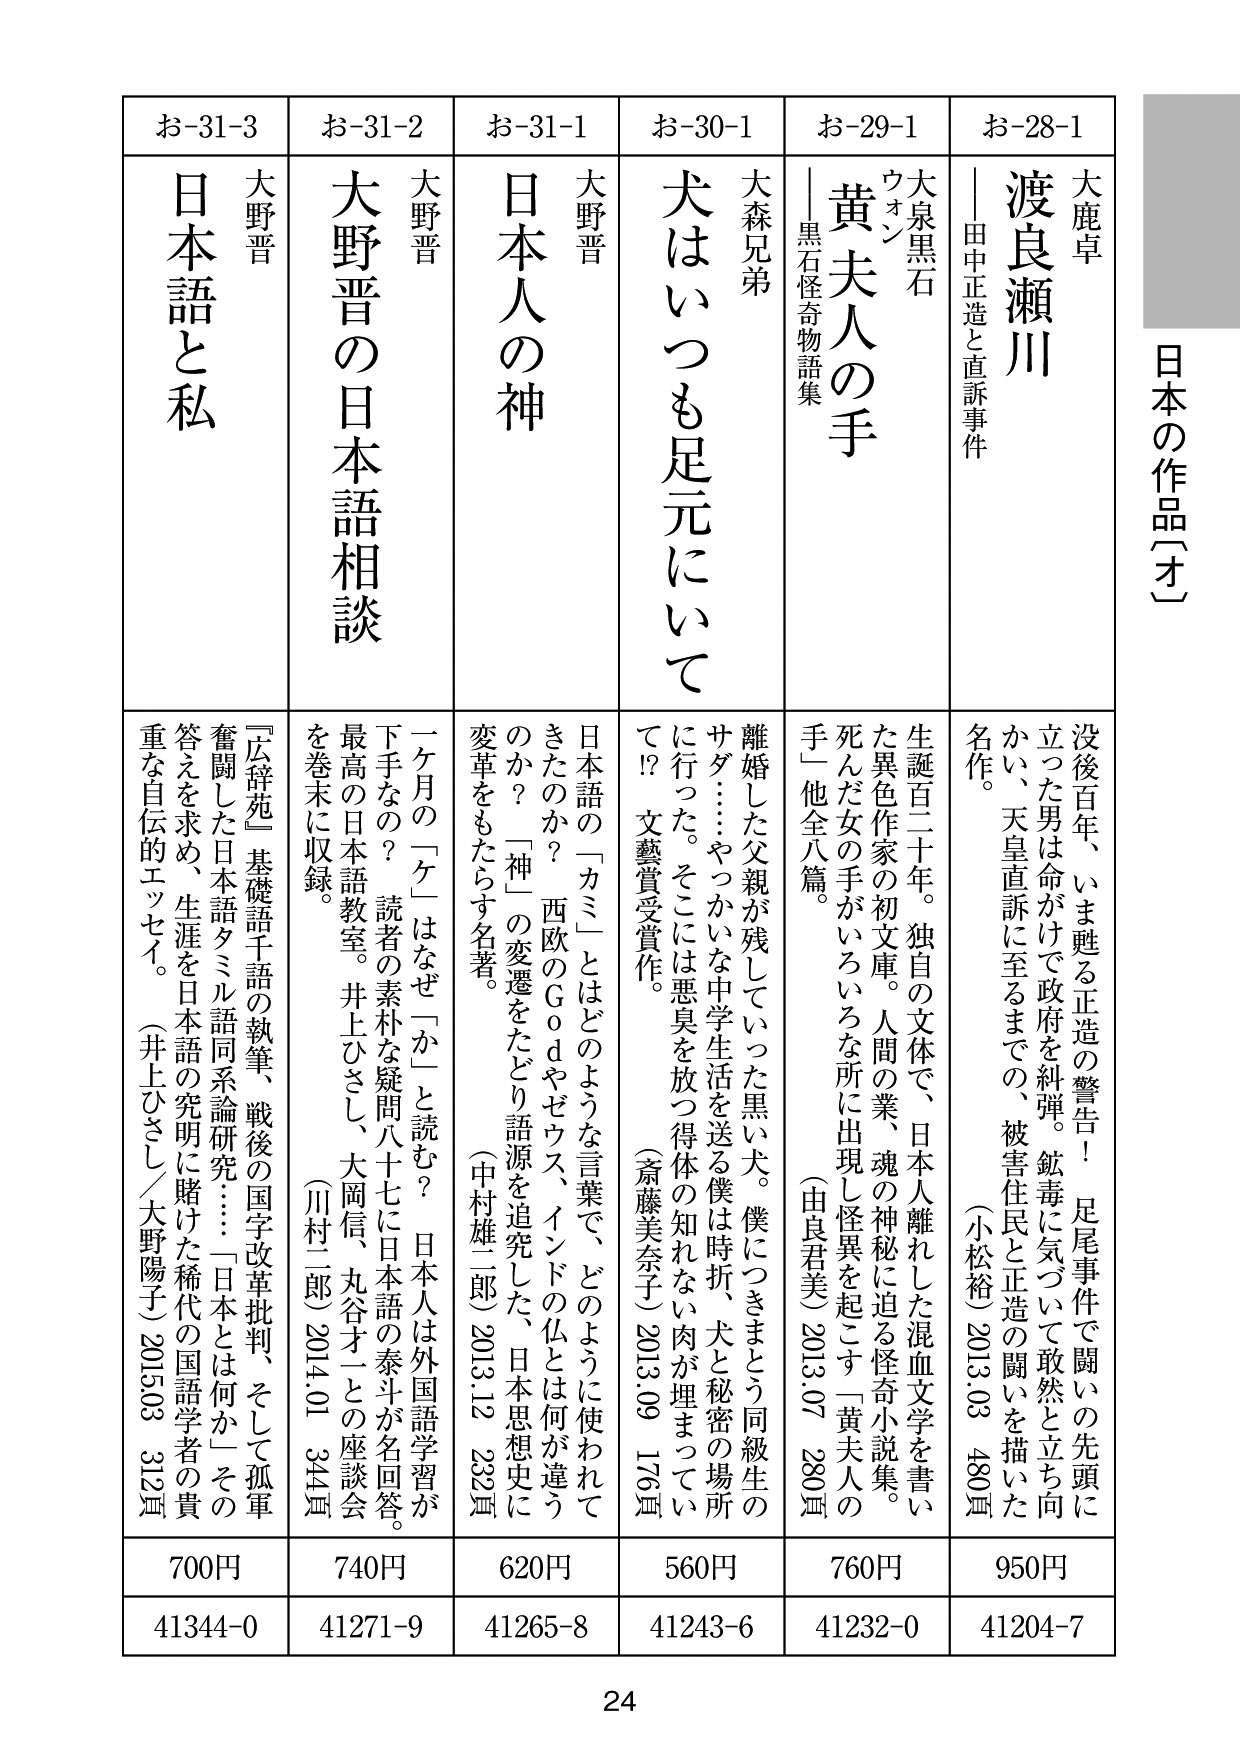 日本の作品〔オ〕
お-28-1
大鹿卓
渡良瀬川
――田中正造と直訴事件
没後百年、いま甦る正造の警告！　足尾事件で闘いの先頭に
立った男は命がけで政府を糾弾。鉱毒に気づいて敢然と立ち向
かい、天皇直訴に至るまでの、被害住民と正造の闘いを描いた
名作。　（小松裕）2013.03　480頁
950円
41204-7
お-29-1
大泉黒石
ウォン
黄夫人の手
――黒石怪奇物語集
生誕百二十年。独自の文体で、日本人離れした混血文学を書い
た異色作家の初文庫。人間の業、魂の神秘に迫る怪奇小説集。
死んだ女の手がいろいろな所に出現し怪異を起こす「黄夫人の
手」他全八篇。　（由良君美）2013.07　280頁
760円
41232-0
お-30-1
大森兄弟
犬はいつも足元にいて
離婚した父親が残していった黒い犬。僕につきまとう同級生の
サダ……やっかいな中学生活を送る僕は時折、犬と秘密の場所
に行った。そこには悪臭を放つ得体の知れない肉が埋まってい
て!?　文藝賞受賞作。　（斎藤美奈子）2013.09　176頁
560円
41243-6
お-31-1
大野晋
日本人の神
日本語の「カミ」とはどのような言葉で、どのように使われて
きたのか？　西欧のＧｏｄやゼウス、インドの仏とは何が違う
のか？　「神」の変遷をたどり語源を追究した、日本思想史に
変革をもたらす名著。　（中村雄二郎）2013.12　232頁
620円
41265-8
お-31-2
大野晋
大野晋の日本語相談
一ケ月の「ケ」はなぜ「か」と読む？　日本人は外国語学習が
下手なの？　読者の素朴な疑問八十七に日本語の泰斗が名回答。
最高の日本語教室。井上ひさし、大岡信、丸谷才一との座談会
を巻末に収録。　（川村二郎）2014.01　344頁
740円
41271-9
お-31-3
大野晋
日本語と私
『広辞苑』基礎語千語の執筆、戦後の国字改革批判、そして孤軍
奮闘した日本語タミル語同系論研究……「日本とは何か」その
答えを求め、生涯を日本語の究明に賭けた稀代の国語学者の貴
重な自伝的エッセイ。　（井上ひさし／大野陽子）2015.03　312頁
700円
41344-0
24